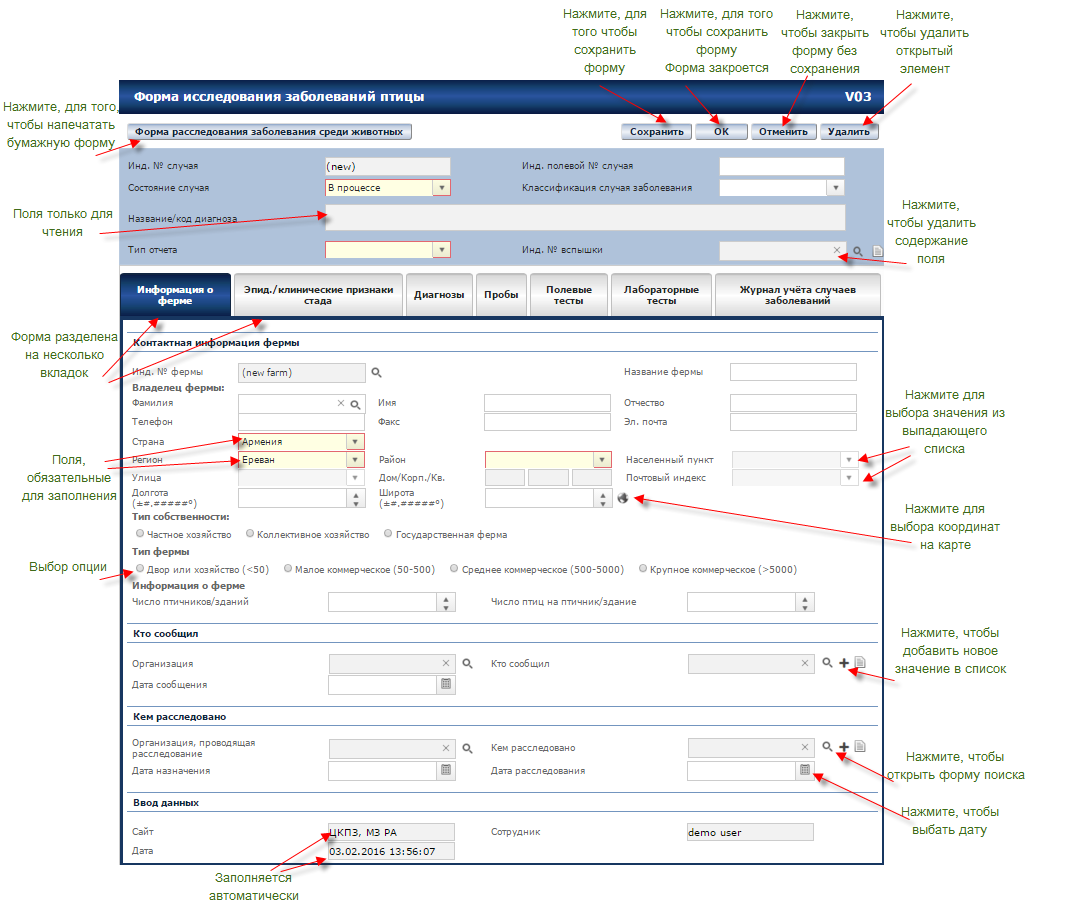 Нажмите, для
того чтобы
сохранить
форму
Нажмите, для того
чтобы сохранить
форму
Форма закроется
Нажмите,
чтобы закрыть
форму без
сохранения
Нажмите,
чтобы удалить
открытый
элемент
Нажмите, для того,
чтобы напечатать
бумажную форму
Форма исследования заболеваний птицы V03
Форма расследования заболевания среди животных Сохранить OK Отменить Удалить
Инд. № случая (new) Инд. полевой № случая
Состояние случая В процессе Классификация случая заболевания
Поля только для
чтения
Название/код диагноза
Нажмите,
чтобы удалить
содержание
поля
Тип отчета Инд. № вспышки
Информация о
ферме
Эпид./клинические признаки
стада
Диагнозы
Пробы
Полевые
тесты
Лабораторные
тесты
Журнал учёта случаев
заболеваний
Форма разделена
на несколько
вкладок
Контактная информация фермы
Инд. № фермы (new farm) Название фермы
Владелец фермы:
Фамилия Имя Отчество
Телефон Факс Эл. почта
Нажмите для
выбора значения из
выпадающего
списка
Страна Армения
Поля,
обязательные
для заполнения
Регион Ереван Район Населенный пункт
Улица Дом/Корп./Кв. Почтовый индекс
Долгота
(±#.#####º)
Широта
(±#.#####º)
Нажмите для
выбора координат
на карте
Тип собственности:
Частное хозяйство Коллективное хозяйство Государственная ферма
Тип фермы
Выбор опции
Двор или хозяйство (<50) Малое коммерческое (50-500) Среднее коммерческое (500-5000) Крупное коммерческое (>5000)
Информация о ферме
Число птичников/зданий Число птиц на птичник/здание
Кто сообщил
Нажмите, чтобы
добавить новое
значение в список
Организация Кто сообщил
Дата сообщения
Кем расследовано
Организация, проводящая
расследование
Кем расследовано
Нажмите, чтобы
открыть форму поиска
Дата назначения Дата расследования
Нажмите, чтобы
выбать дату
Ввод данных
Сайт ЦКПЗ, МЗ РА Сотрудник demo user
Дата 03.02.2016 13:56:07
Заполняется
автоматически